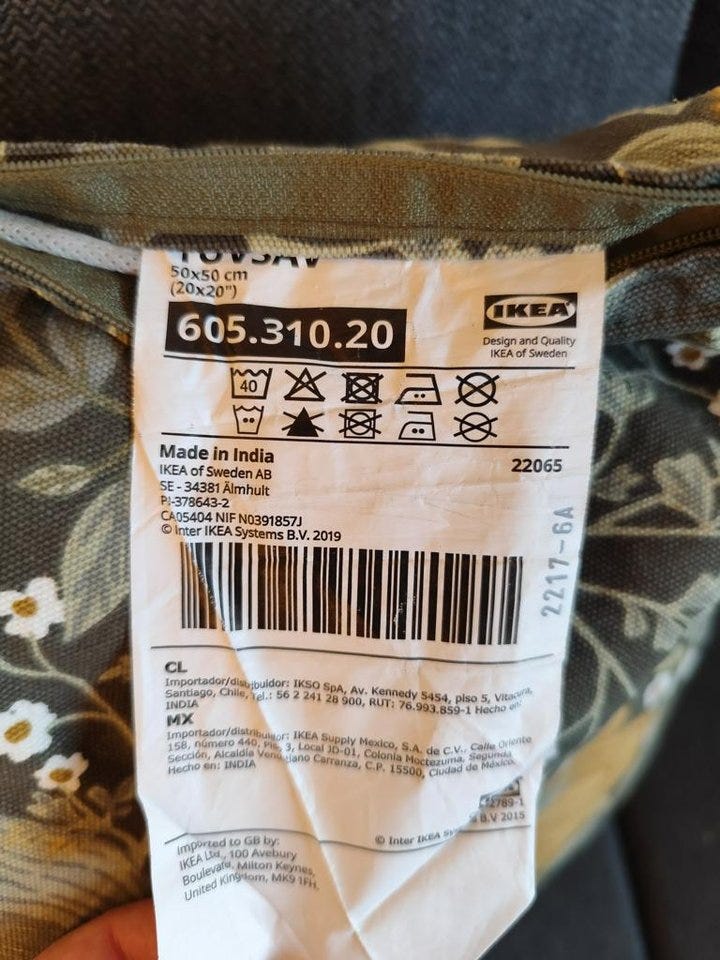 50x50 cm
(20x20")
605.310.20
IKEA
Design and Quality
IKEA of Sweden
40
Made in India
22065
IKEA of Sweden AB
SE - 34381 Älmhult
PI-378643-2
CA05404 NIF N0391857J
© Inter IKEA Systems B.V. 2019
2217-6A
CL
Importador/distribuidor: IKSO SpA, Av. Kennedy 5454, piso 5, Vitacura,
Santiago, Chile, Tel.: 56 2 241 28 900, RUT: 76.993.859-1 Hecho en:
INDIA
MX
Importador/distribuidor: IKEA Supply Mexico, S.A. de C.V., Calle Oriente
158, número 440, Piso 3, Local JD-01, Colonia Moctezuma, Segunda
Sección, Alcaldía Venustiano Carranza, C.P. 15500, Ciudad de México.
Hecho en: INDIA
2789-1
© Inter IKEA B.V 2015
Imported to GB by:
IKEA Ltd., 100 Avebury
Boulevard, Milton Keynes,
United Kingdom, MK9 1FH.